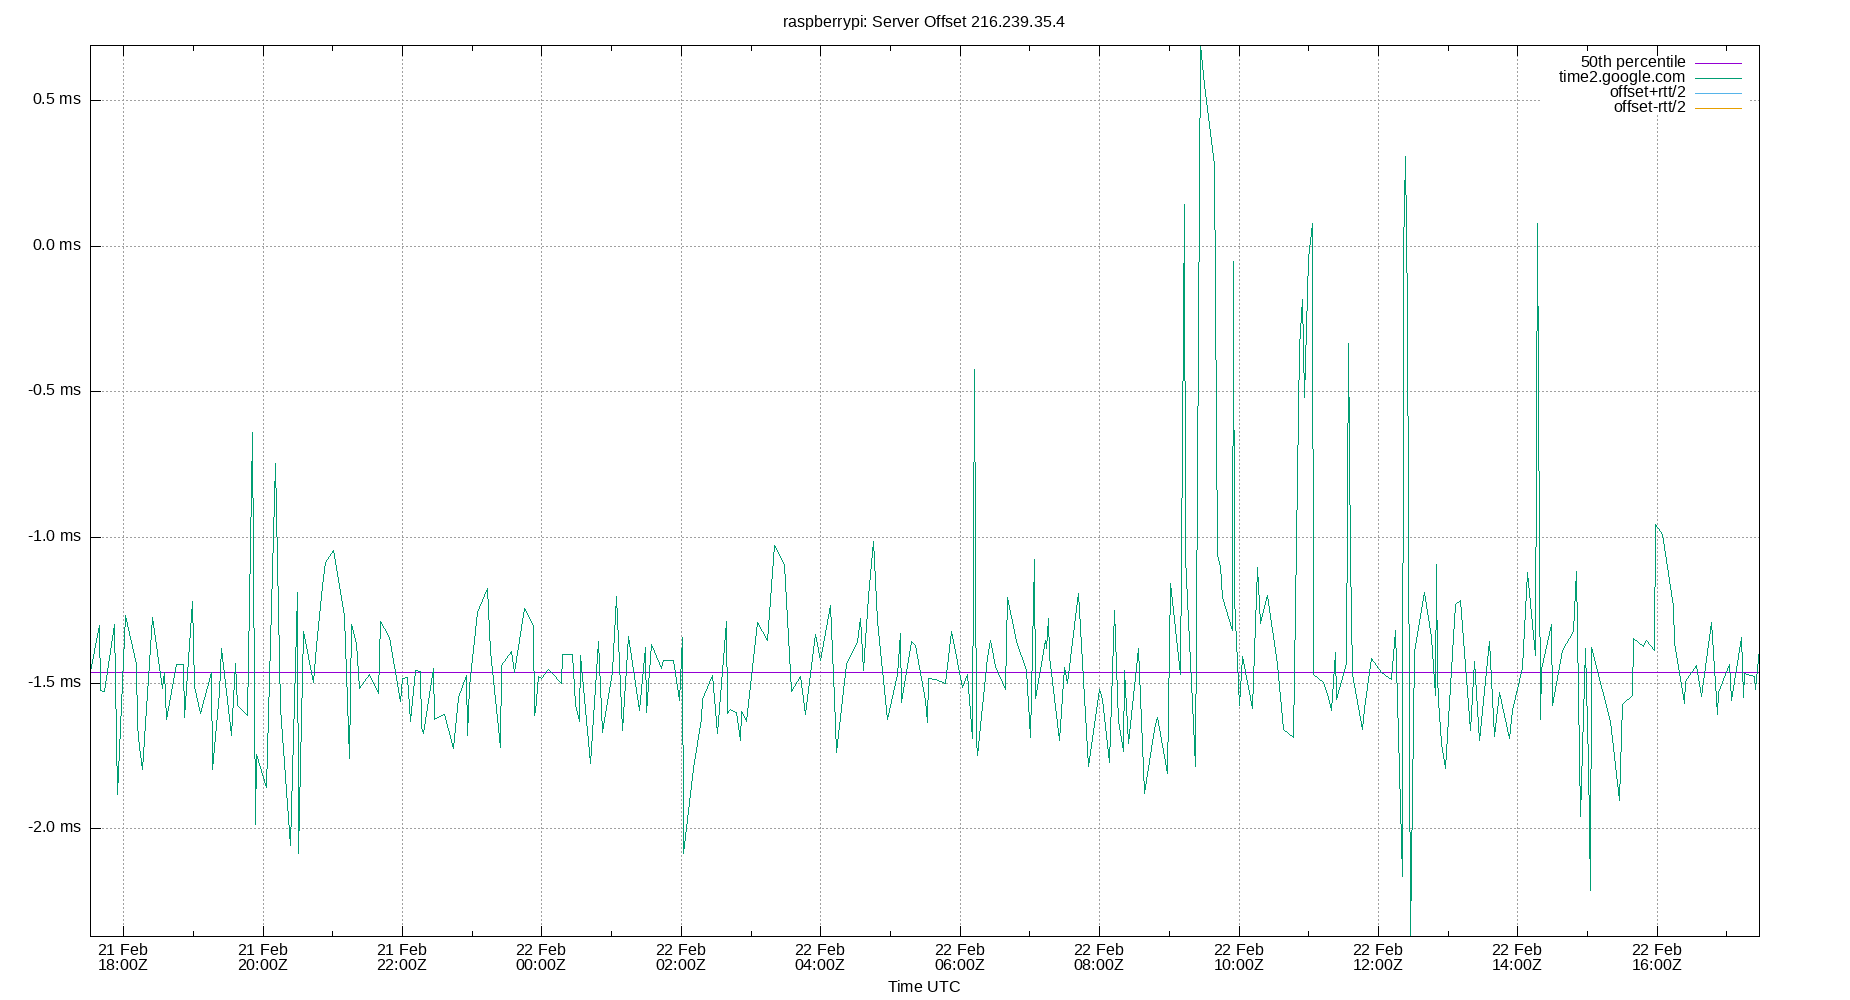 raspberrypi: Server Offset 216.239.35.4
50th percentile
time2.google.com
offset+rtt/2
offset-rtt/2
0.5 ms
0.0 ms
-0.5 ms
-1.0 ms
-1.5 ms
-2.0 ms
21 Feb 21 Feb 21 Feb 22 Feb 22 Feb 22 Feb 22 Feb 22 Feb 22 Feb 22 Feb 22 Feb 22 Feb
18:00Z 20:00Z 22:00Z 00:00Z 02:00Z 04:00Z 06:00Z 08:00Z 10:00Z 12:00Z 14:00Z 16:00Z
Time UTC